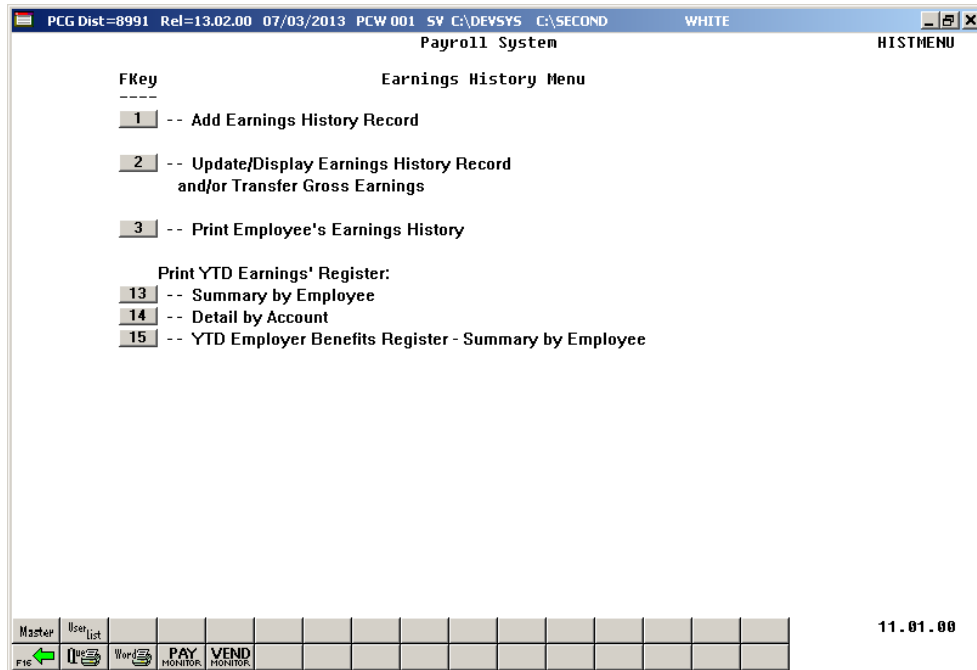 PCG Dist=8991 Rel=13.02.00 07/03/2013 PCW 001 SV C:\DEVSYS C:\SECOND WHITE
Payroll System HISTMENU
FKey Earnings History Menu
----
1 -- Add Earnings History Record
2 -- Update/Display Earnings History Record
and/or Transfer Gross Earnings
3 -- Print Employee's Earnings History
Print YTD Earnings' Register:
13 -- Summary by Employee
14 -- Detail by Account
15 -- YTD Employer Benefits Register - Summary by Employee
Master User List 11.01.00
F16 Que Word PAY MONITOR VEND MONITOR